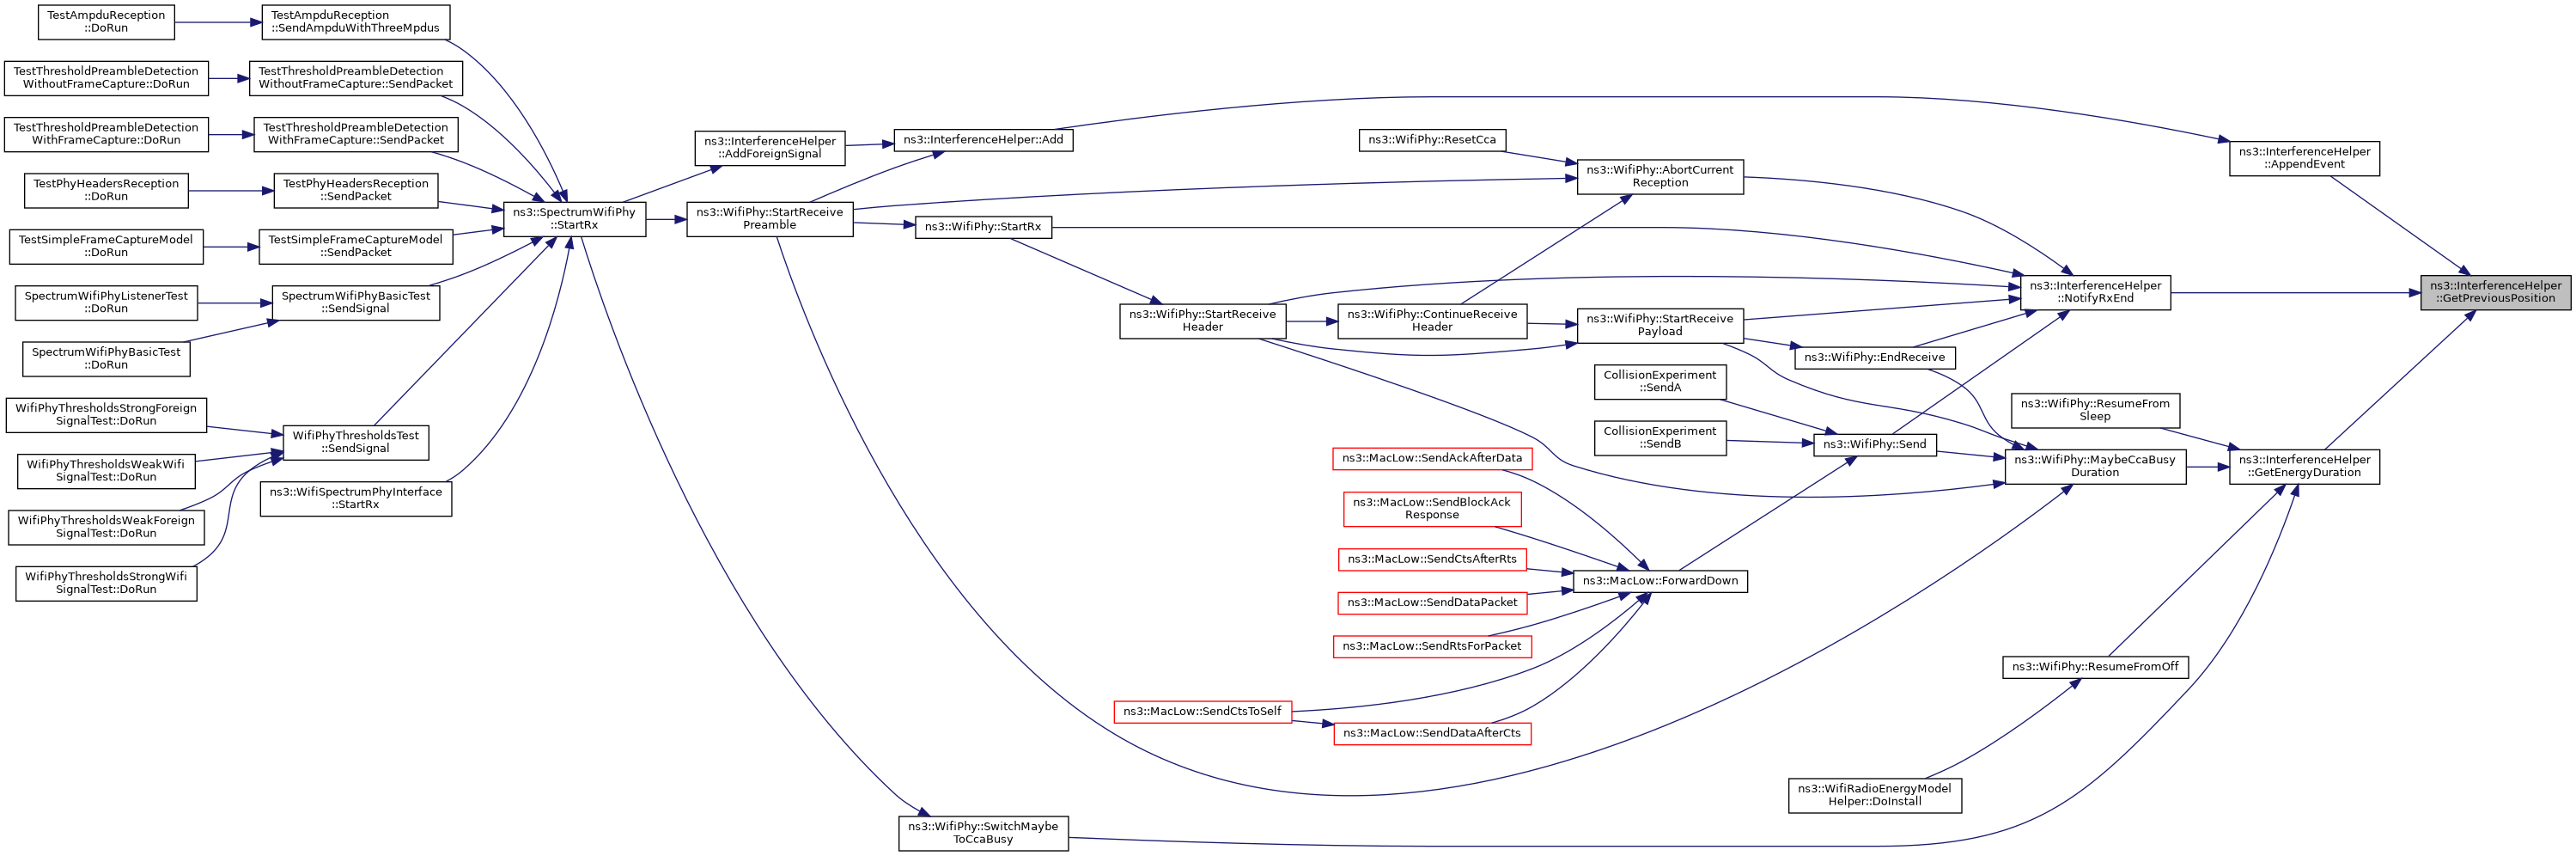 TestAmpduReception
::DoRun
TestAmpduReception
::SendAmpduWithThreeMpdus
TestThresholdPreambleDetection
WithoutFrameCapture::DoRun
TestThresholdPreambleDetection
WithoutFrameCapture::SendPacket
TestThresholdPreambleDetection
WithFrameCapture::DoRun
TestThresholdPreambleDetection
WithFrameCapture::SendPacket
TestPhyHeadersReception
::DoRun
TestPhyHeadersReception
::SendPacket
TestSimpleFrameCaptureModel
::DoRun
TestSimpleFrameCaptureModel
::SendPacket
SpectrumWifiPhyListenerTest
::DoRun
SpectrumWifiPhyBasicTest
::SendSignal
SpectrumWifiPhyBasicTest
::DoRun
WifiPhyThresholdsStrongForeign
SignalTest::DoRun
WifiPhyThresholdsTest
::SendSignal
WifiPhyThresholdsWeakWifi
SignalTest::DoRun
WifiPhyThresholdsWeakForeign
SignalTest::DoRun
WifiPhyThresholdsStrongWifi
SignalTest::DoRun
ns3::WifiSpectrumPhyInterface
::StartRx
ns3::SpectrumWifiPhy
::StartRx
ns3::InterferenceHelper
::AddForeignSignal
ns3::WifiPhy::StartReceive
Preamble
ns3::InterferenceHelper::Add
ns3::WifiPhy::StartRx
ns3::WifiPhy::SwitchMaybe
ToCcaBusy
ns3::WifiPhy::StartReceive
Header
ns3::WifiPhy::ResetCca
ns3::WifiPhy::ContinueReceive
Header
ns3::MacLow::SendAckAfterData
ns3::MacLow::SendBlockAck
Response
ns3::MacLow::SendCtsAfterRts
ns3::MacLow::SendDataPacket
ns3::MacLow::SendRtsForPacket
ns3::MacLow::SendCtsToSelf
ns3::MacLow::SendDataAfterCts
ns3::WifiPhy::AbortCurrent
Reception
ns3::WifiPhy::StartReceive
Payload
CollisionExperiment
::SendA
CollisionExperiment
::SendB
ns3::MacLow::ForwardDown
ns3::WifiPhy::EndReceive
ns3::WifiPhy::Send
ns3::WifiRadioEnergyModel
Helper::DoInstall
ns3::InterferenceHelper
::NotifyRxEnd
ns3::WifiPhy::ResumeFrom
Sleep
ns3::WifiPhy::MaybeCcaBusy
Duration
ns3::WifiPhy::ResumeFromOff
ns3::InterferenceHelper
::AppendEvent
ns3::InterferenceHelper
::GetEnergyDuration
ns3::InterferenceHelper
::GetPreviousPosition